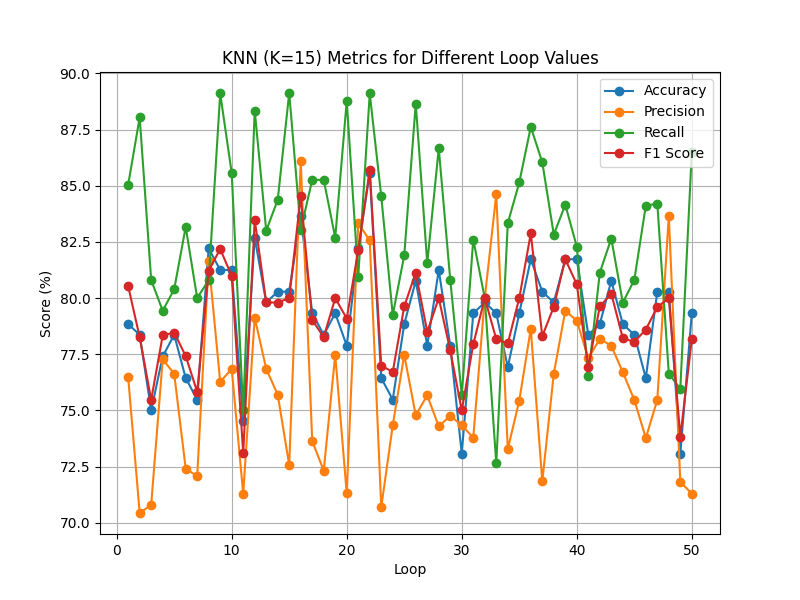 KNN (K=15) Metrics for Different Loop Values
Accuracy
Precision
Recall
F1 Score
Score (%)
90.0
87.5
85.0
82.5
80.0
77.5
75.0
72.5
70.0
0 10 20 30 40 50
Loop